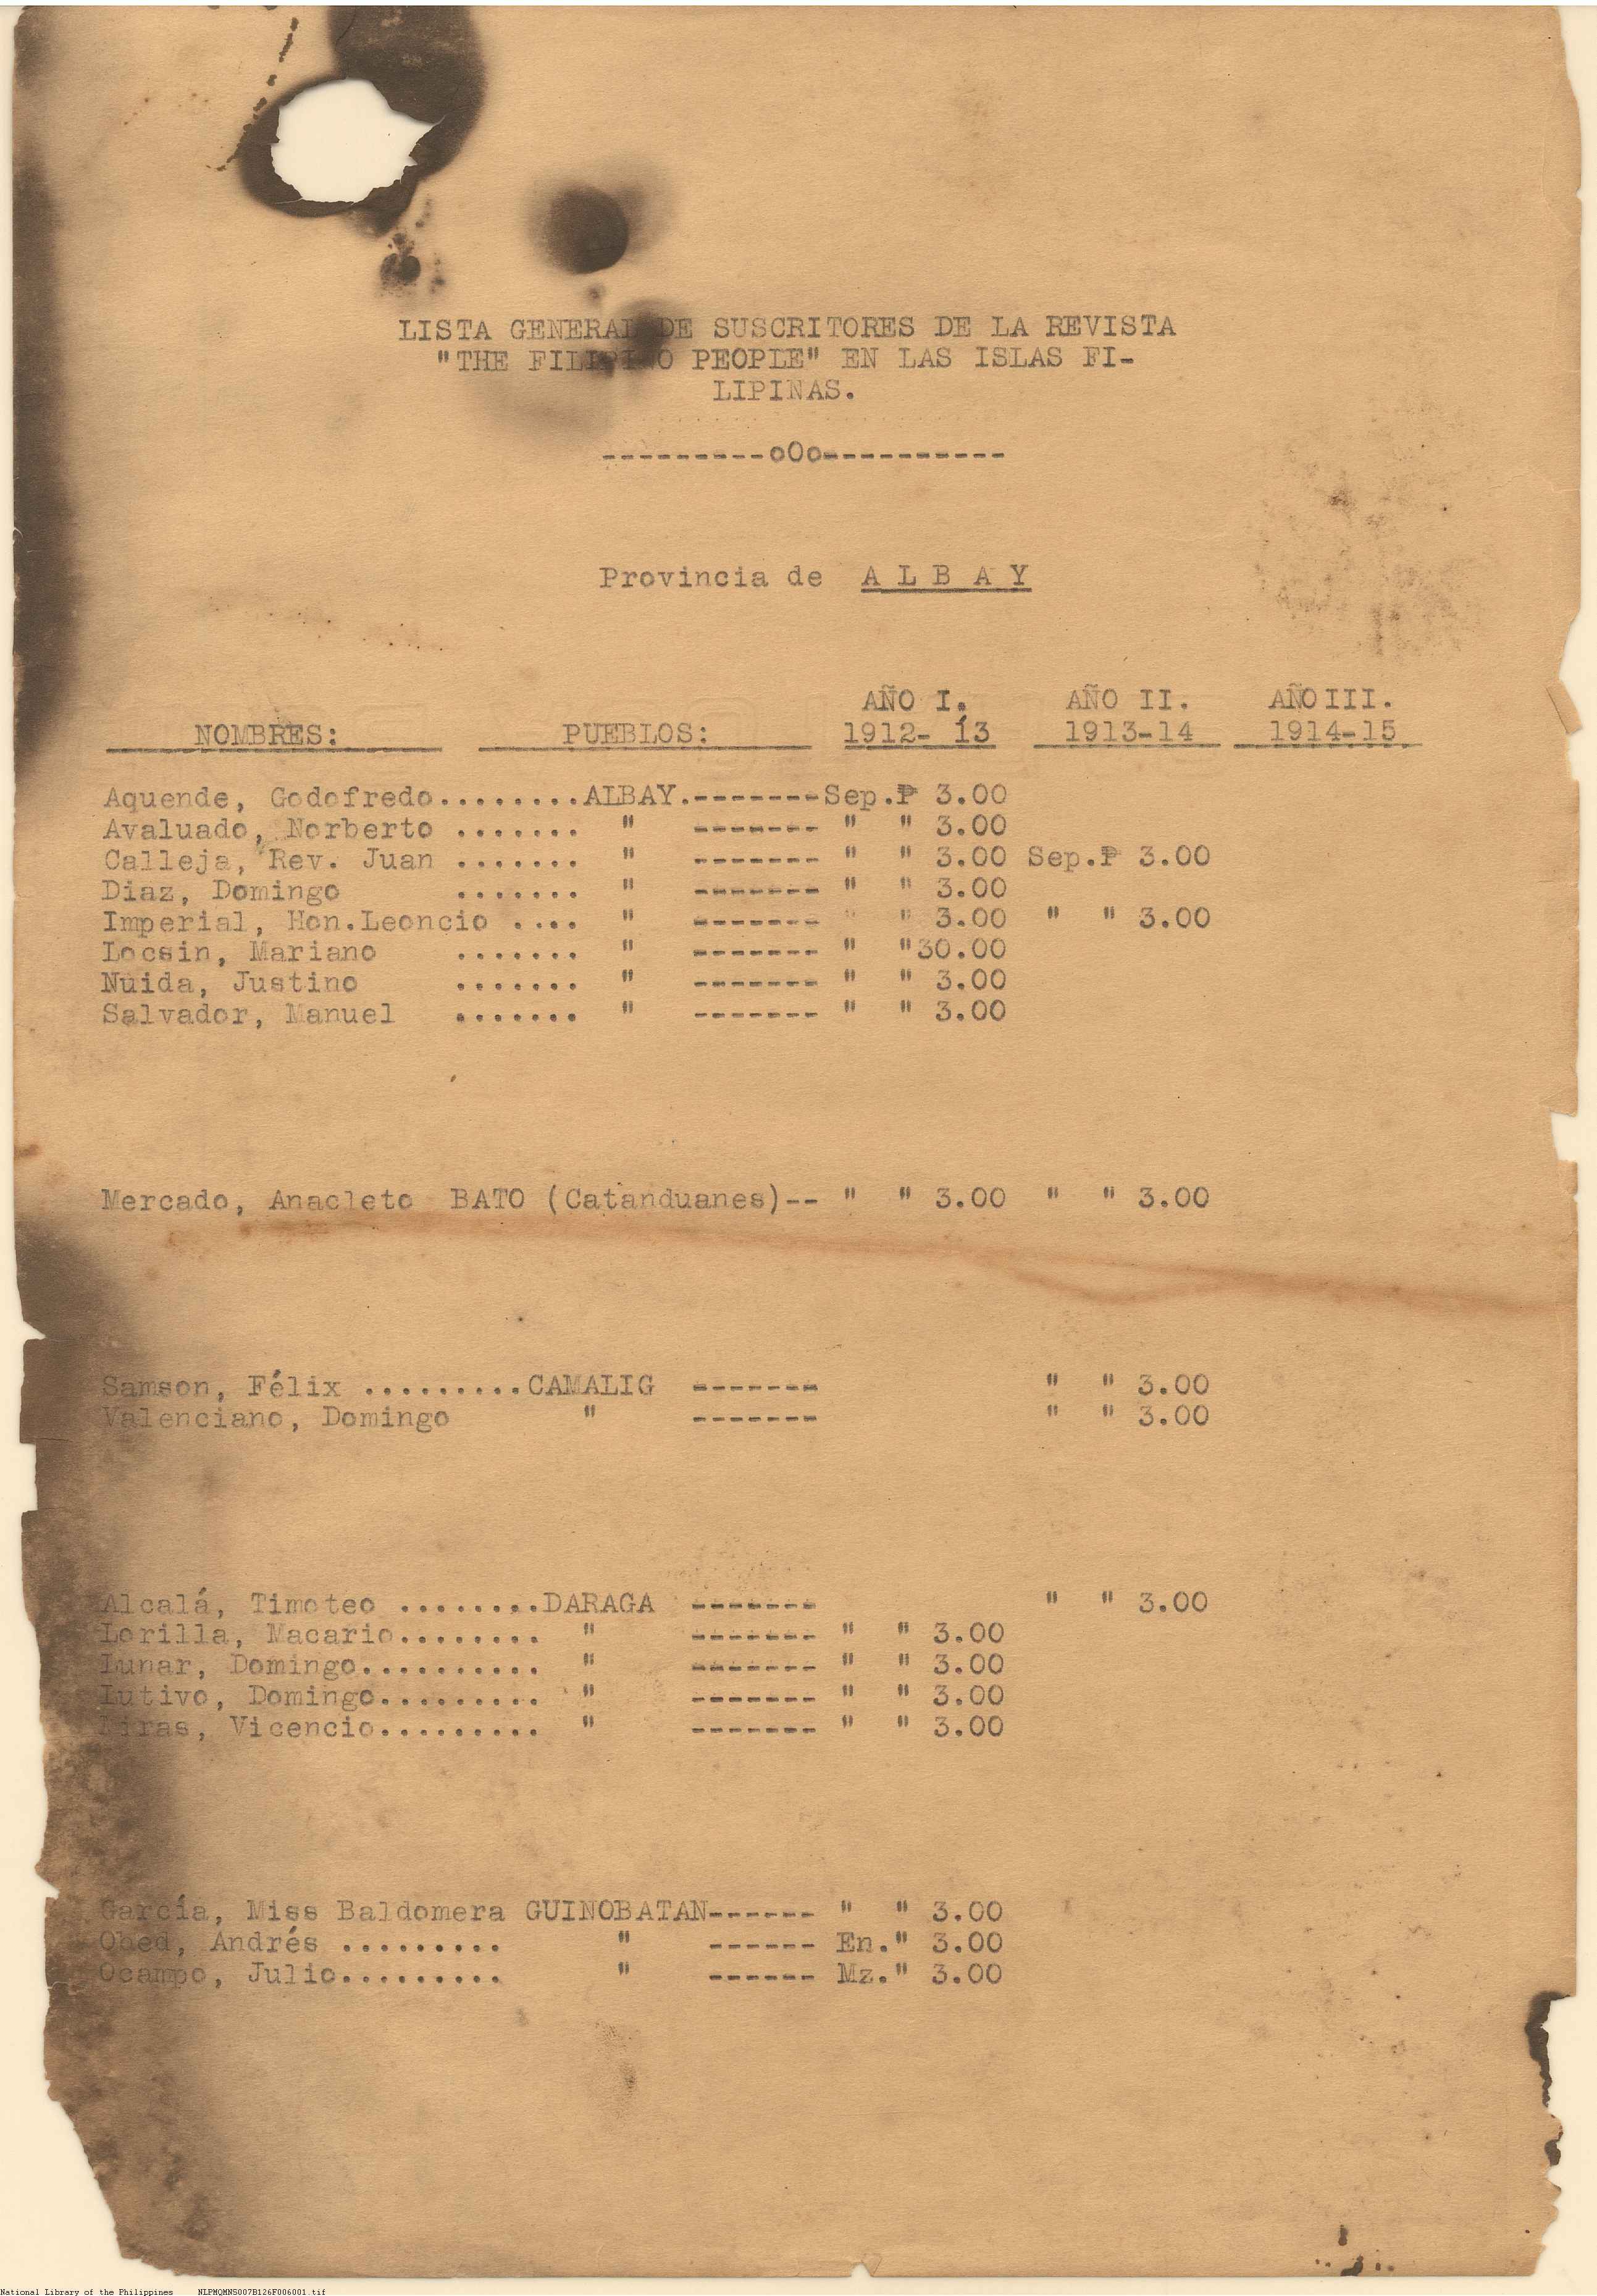 LISTA GENERAL DE SUSCRITORES DE LA REVISTA
"THE FILIPINO PEOPLE" EN LAS ISLAS FI-
LIPINAS.
---------oOo----------
Provincia de A L B A Y
AÑO I. AÑO II. AÑO III.
NOMBRES: PUEBLOS: 1912- 13 1913-14 1914-15
Aquende, Godofredo........ALBAY.-------Sep.₱ 3.00
Avaluado, Norberto ....... " ------- " " 3.00
Calleja, Rev. Juan ....... " ------- " " 3.00 Sep.₱ 3.00
Diaz, Domingo ....... " ------- " " 3.00
Imperial, Hon.Leoncio .... " ------- " " 3.00 " " 3.00
Locsin, Mariano ....... " ------- " "30.00
Nuida, Justino ....... " ------- " " 3.00
Salvador, Manuel ....... " ------- " " 3.00
Mercado, Anacleto BATO (Catanduanes)-- " " 3.00 " " 3.00
Samson, Félix .........CAMALIG ------- " " 3.00
Valenciano, Domingo " ------- " " 3.00
Alcalá, Timoteo ........DARAGA ------- " " 3.00
Lorilla, Macario........ " ------- " " 3.00
Lunar, Domingo.......... " ------- " " 3.00
Lutivo, Domingo......... " ------- " " 3.00
Vicencio......... " ------- " " 3.00
García, Miss Baldomera GUINOBATAN------ " " 3.00
Obed, Andrés ......... " ------ En." 3.00
Ocampo, Julio......... " ------ Mz." 3.00
National Library of the Philippines NLPMQMNS007B126F006001.tif